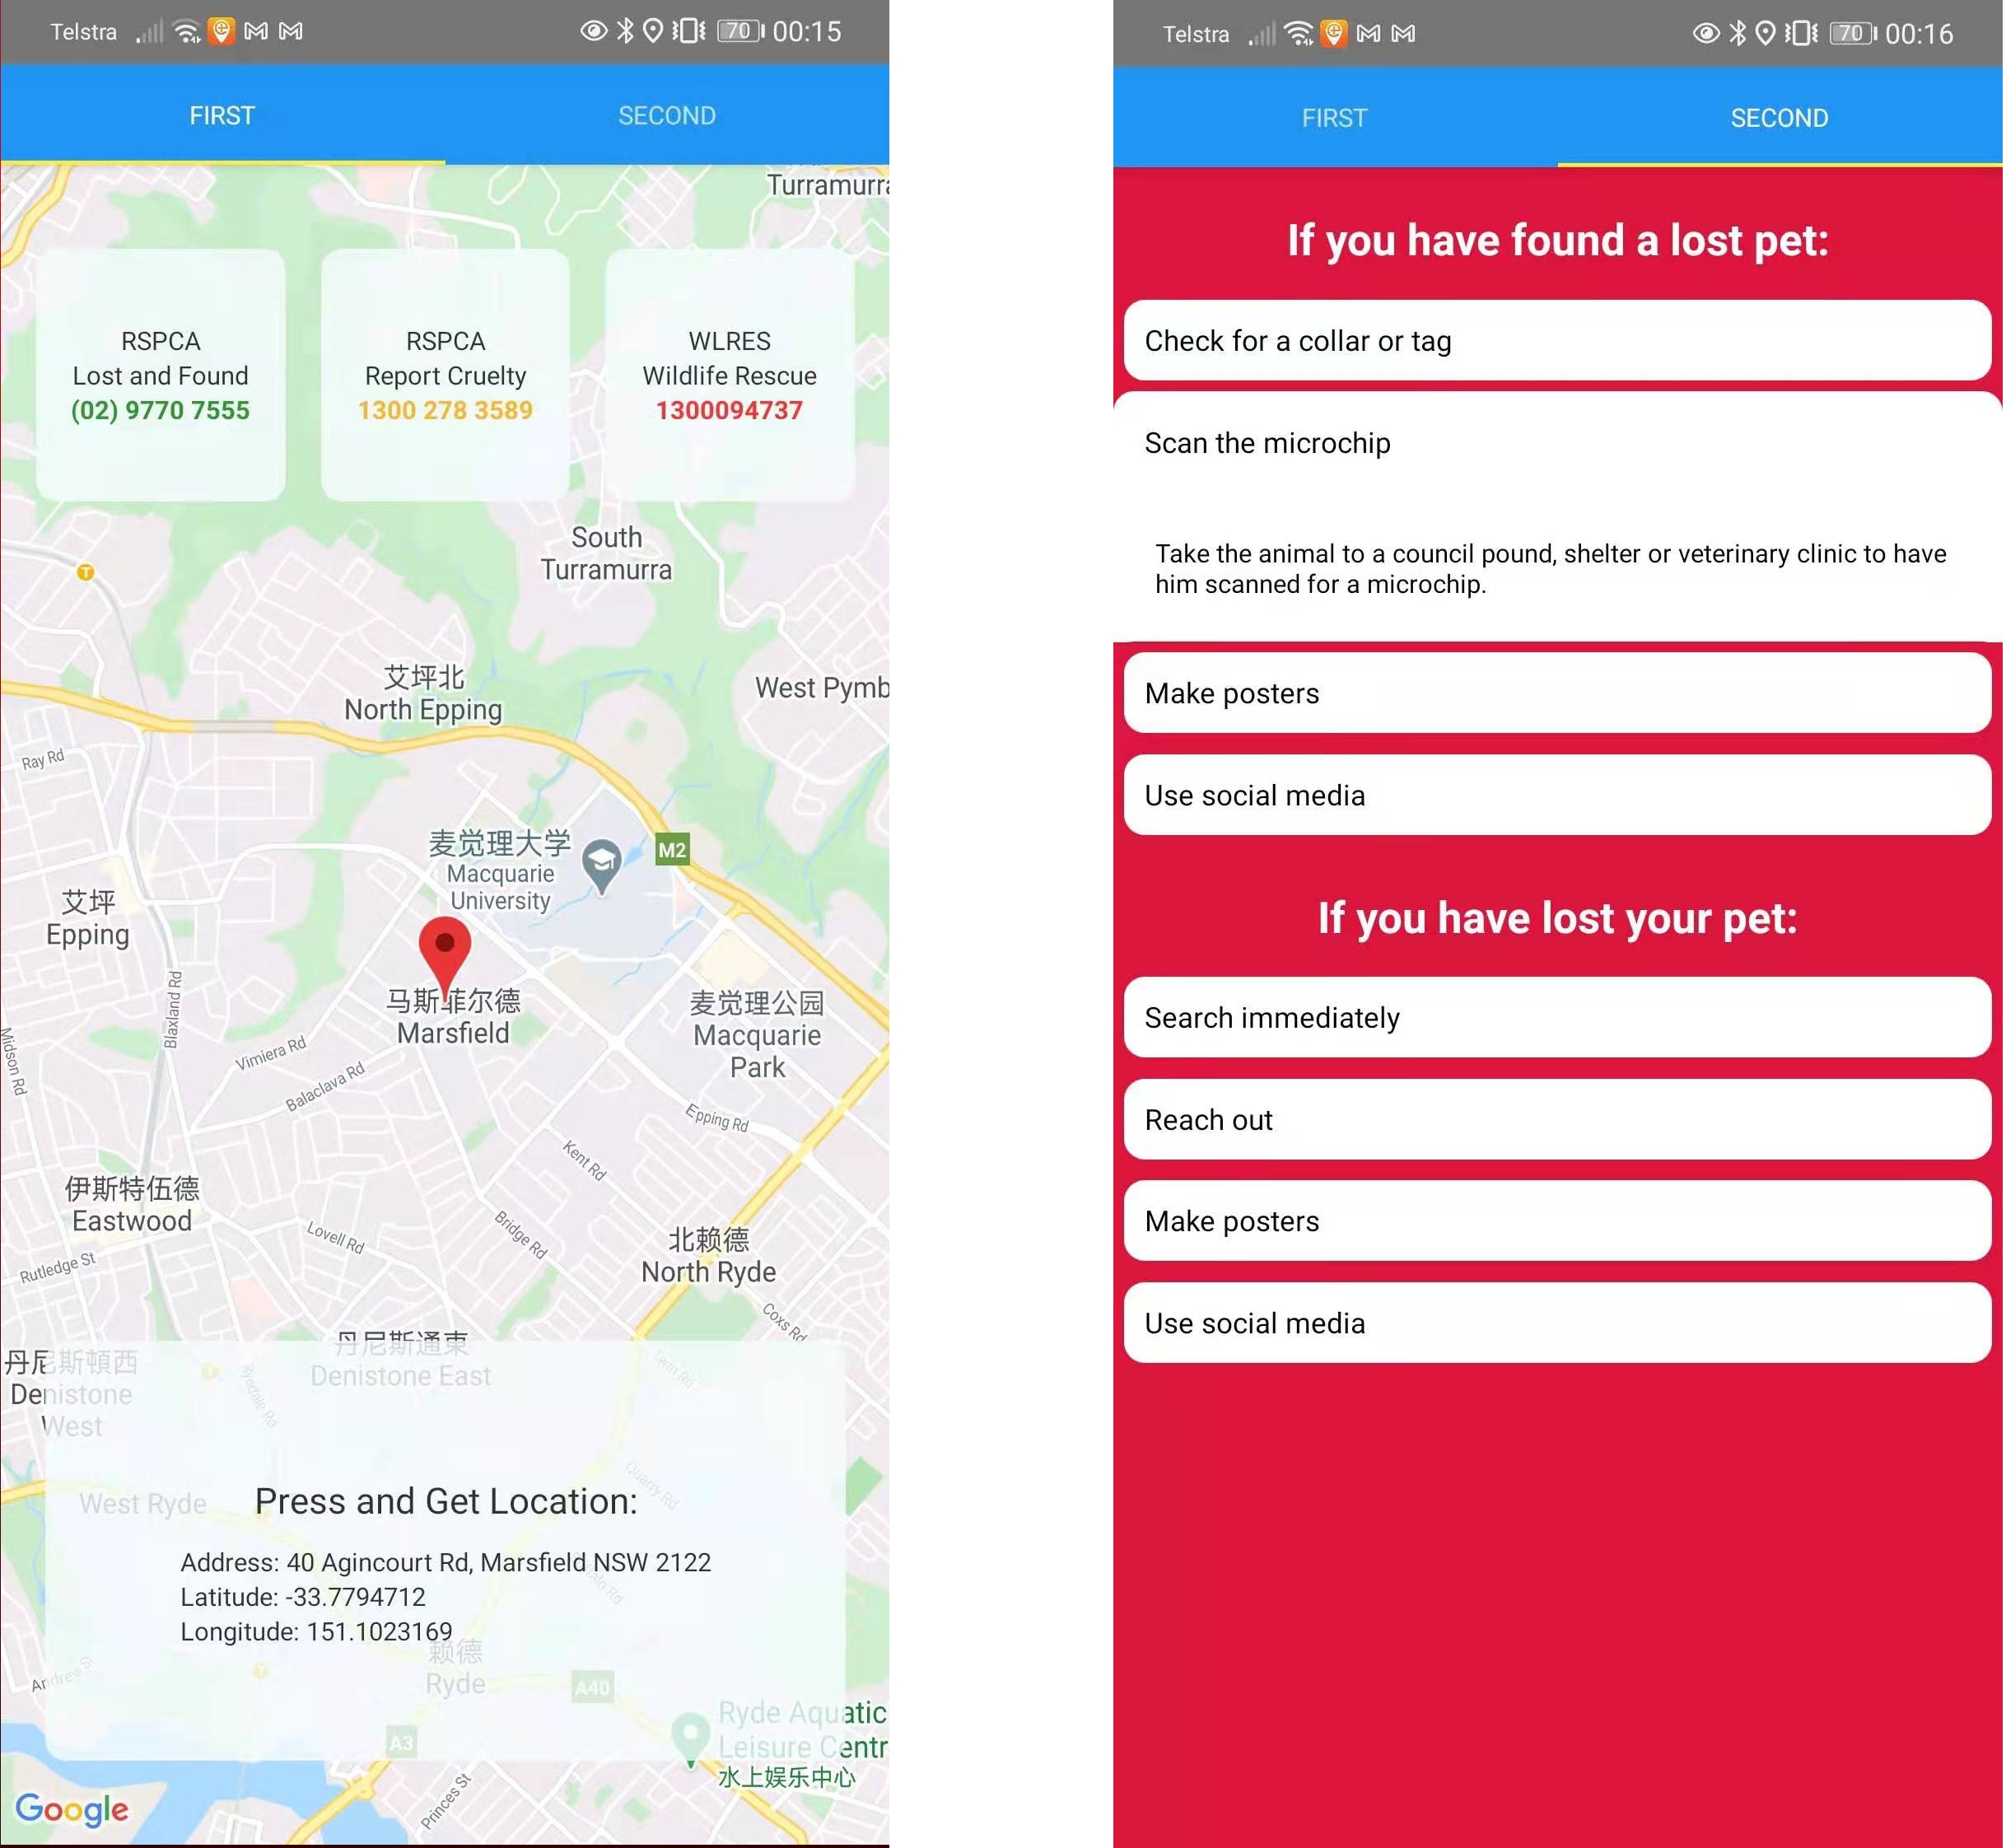 Telstra 70 00:15
FIRST SECOND
Turramurra
RSPCA
Lost and Found
(02) 9770 7555
RSPCA
Report Cruelty
1300 278 3589
WLRES
Wildlife Rescue
1300094737
South
Turramurra
T
艾坪北
North Epping
West Pymb
Ray Rd
麦觉理大学
Macquarie
University
M2
艾坪
Epping
马斯菲尔德
Marsfield
麦觉理公园
Macquarie
Park
Blaxland Rd
Midson Rd
Vimiera Rd
Balaclava Rd
Epping Rd
Kent Rd
伊斯特伍德
Eastwood
Lovell Rd
Bridge Rd
北赖德
North Ryde
Rutledge St
Coxs Rd
丹尼斯通東
Denistone East
丹尼斯頓西
Denistone
West
Ryedale Rd
Twin Rd
Quarry Rd
West Ryde
Press and Get Location:
Address: 40 Agincourt Rd, Marsfield NSW 2122
Latitude: -33.7794712
Longitude: 151.1023169
赖德
Ryde
Andrew St
A40
A3
Ryde Aquatic
Leisure Centr
水上娱乐中心
Princes St
Google
Telstra 70 00:16
FIRST SECOND
If you have found a lost pet:
Check for a collar or tag
Scan the microchip
Take the animal to a council pound, shelter or veterinary clinic to have
him scanned for a microchip.
Make posters
Use social media
If you have lost your pet:
Search immediately
Reach out
Make posters
Use social media